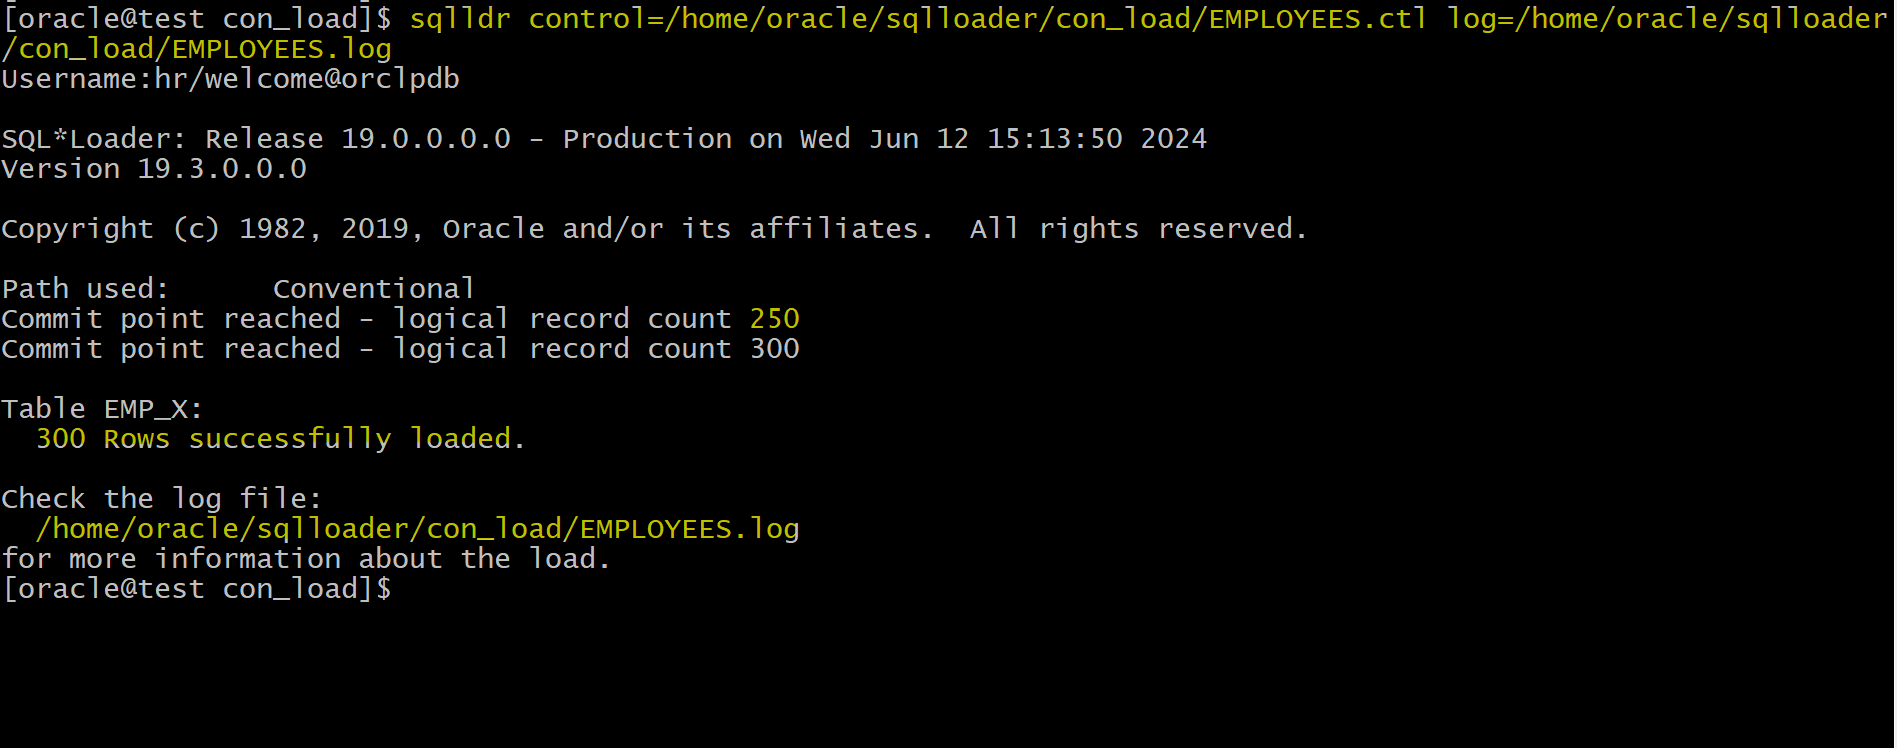 [oracle@test con_load]$ sqlldr control=/home/oracle/sqlloader/con_load/EMPLOYEES.ctl log=/home/oracle/sqlloader
/con_load/EMPLOYEES.log
Username:hr/welcome@orclpdb
SQL*Loader: Release 19.0.0.0.0 - Production on Wed Jun 12 15:13:50 2024
Version 19.3.0.0.0
Copyright (c) 1982, 2019, Oracle and/or its affiliates.  All rights reserved.
Path used:      Conventional
Commit point reached - logical record count 250
Commit point reached - logical record count 300
Table EMP_X:
  300 Rows successfully loaded.
Check the log file:
  /home/oracle/sqlloader/con_load/EMPLOYEES.log
for more information about the load.
[oracle@test con_load]$